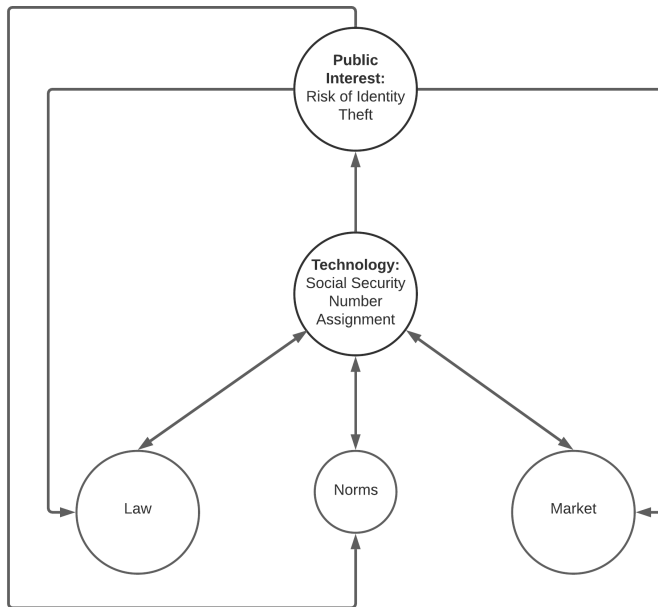 Public
Interest:
Risk of Identity
Theft
Technology:
Social Security
Number
Assignment
Law
Norms
Market